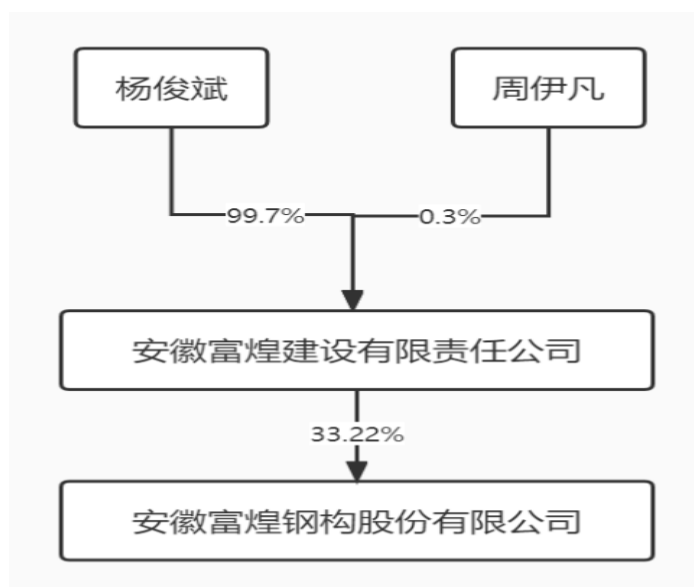 杨俊斌
周伊凡
99.7%
0.3%
安徽富煌建设有限责任公司
33.22%
安徽富煌钢构股份有限公司